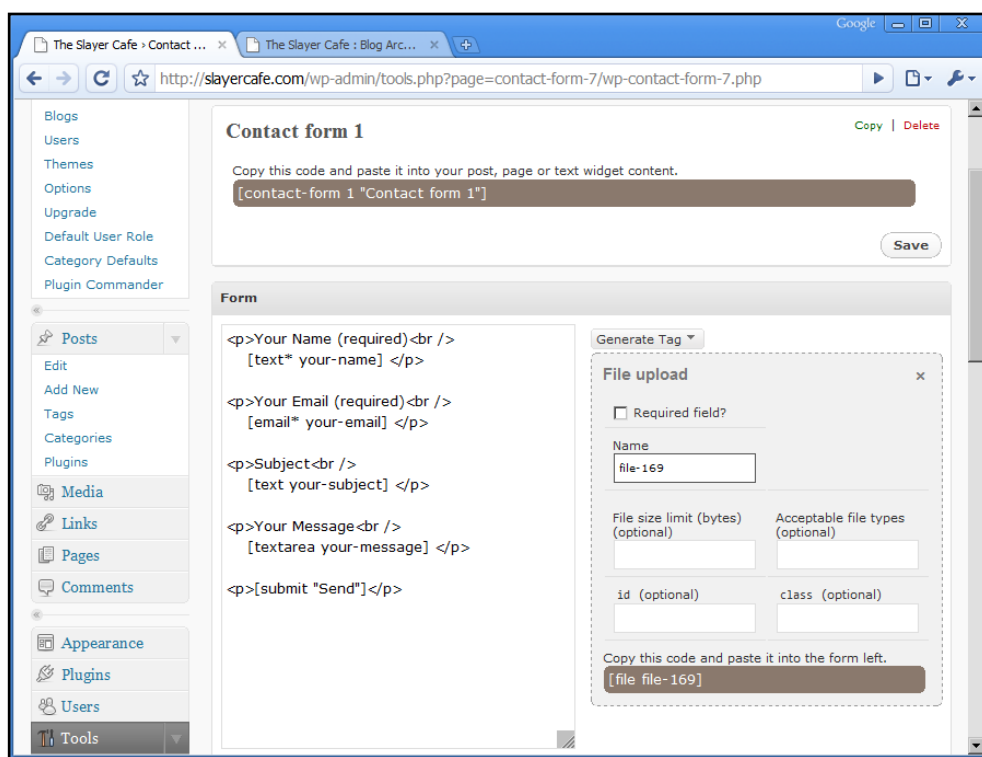 Google
The Slayer Cafe › Contact ...
The Slayer Cafe : Blog Arc...
http://slayercafe.com/wp-admin/tools.php?page=contact-form-7/wp-contact-form-7.php
Blogs
Users
Themes
Options
Upgrade
Default User Role
Category Defaults
Plugin Commander
Posts
Edit
Add New
Tags
Categories
Plugins
Media
Links
Pages
Comments
Appearance
Plugins
Users
Tools
Contact form 1
Copy | Delete
Copy this code and paste it into your post, page or text widget content.
[contact-form 1 "Contact form 1"]
Save
Form
<p>Your Name (required)<br />
[text* your-name] </p>
<p>Your Email (required)<br />
[email* your-email] </p>
<p>Subject<br />
[text your-subject] </p>
<p>Your Message<br />
[textarea your-message] </p>
<p>[submit "Send"]</p>
Generate Tag
File upload
Required field?
Name
file-169
File size limit (bytes)
(optional)
Acceptable file types
(optional)
id (optional)
class (optional)
Copy this code and paste it into the form left.
[file file-169]